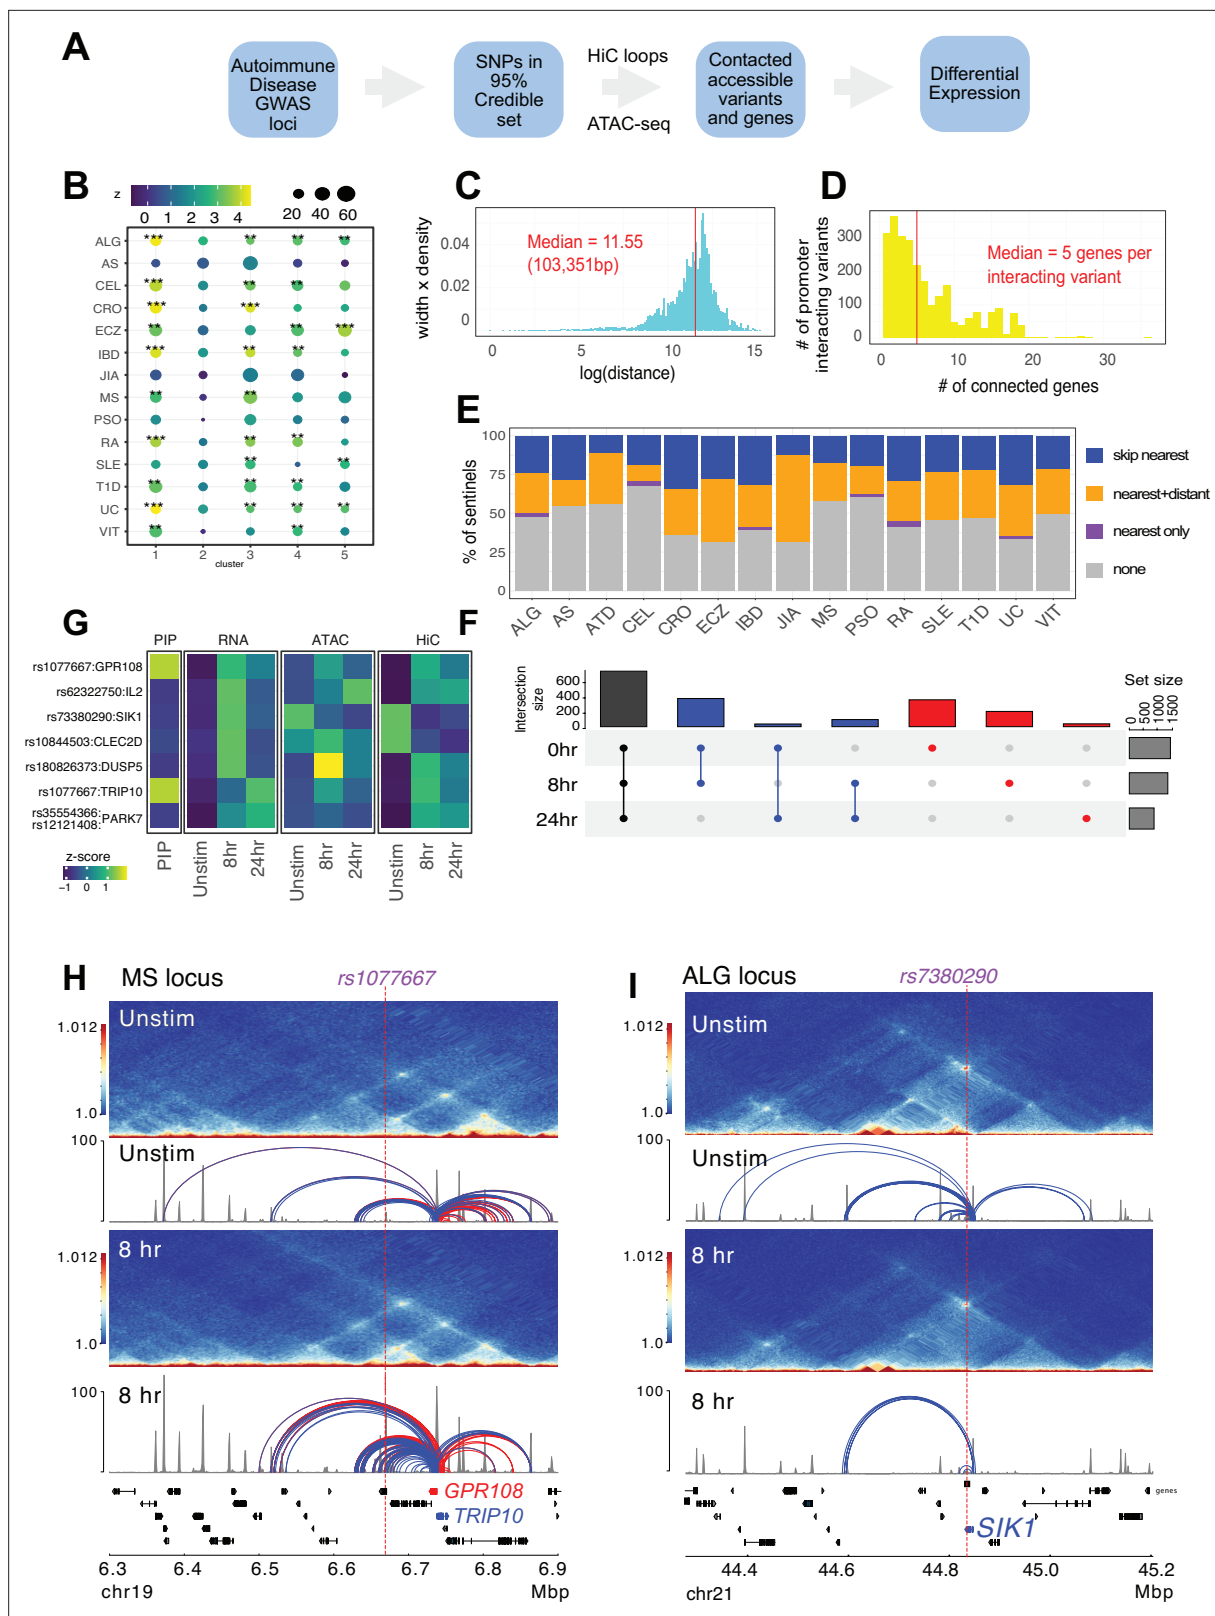 A
Autoimmune
Disease
GWAS
loci
SNPs in
95%
Credible
set
HiC loops
ATAC-seq
Contacted
accessible
variants
and genes
Differential
Expression
B
z
0 1 2 3 4
20 40 60
ALG *** ** ** **
AS
CEL *** ** **
CRO *** ***
ECZ ** ** ***
IBD *** ** **
JIA
MS ** **
PSO
RA *** ** **
SLE ** **
T1D ** ** **
UC *** ** ** **
VIT ** **
1 2 3 4 5
cluster
C
width x density
0.04
0.02
0
Median = 11.55
(103,351bp)
0 5 10 15
log(distance)
D
# of promoter
interacting variants
300
200
100
0
Median = 5 genes per
interacting variant
0 10 20 30
# of connected genes
E
% of sentinels
100
75
50
25
0
ALG AS ATD CEL CRO ECZ IBD JIA MS PSO RA SLE T1D UC VIT
skip nearest
nearest+distant
nearest only
none
F
Intersection
size
600
400
200
0
Set size
0 500 1000 1500
0hr
8hr
24hr
G
PIP RNA ATAC HiC
rs1077667:GPR108
rs62322750:IL2
rs73380290:SIK1
rs10844503:CLEC2D
rs180826373:DUSP5
rs1077667:TRIP10
rs35554366:
rs12121408:PARK7
PIP Unstim 8hr 24hr Unstim 8hr 24hr Unstim 8hr 24hr
z-score
−1 0 1
H MS locus
rs1077667
Unstim
1.012
1.0
100
Unstim
8 hr
1.012
1.0
100
8 hr
GPR108
TRIP10
6.3 6.4 6.5 6.6 6.7 6.8 6.9
chr19 Mbp
I ALG locus
rs7380290
Unstim
1.012
1.0
100
Unstim
8 hr
1.012
1.0
100
8 hr
genes
SIK1
44.4 44.6 44.8 45.0 45.2
chr21 Mbp